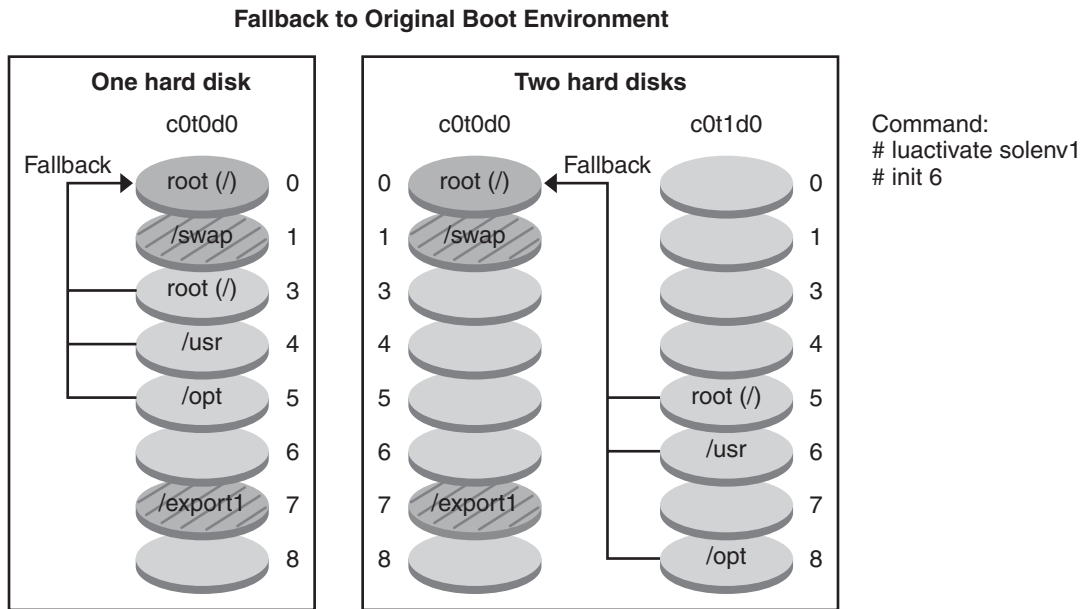 Fallback to Original Boot Environment
One hard disk
c0t0d0
Fallback
root (/) 0
/swap 1
root (/) 3
/usr 4
/opt 5
6
/export1 7
8
Two hard disks
c0t0d0 c0t1d0
Fallback
0 root (/) 0
1 /swap 1
3 3
4 4
5 root (/) 5
6 /usr 6
7 /export1 7
8 /opt 8
Command:
# luactivate solenv1
# init 6